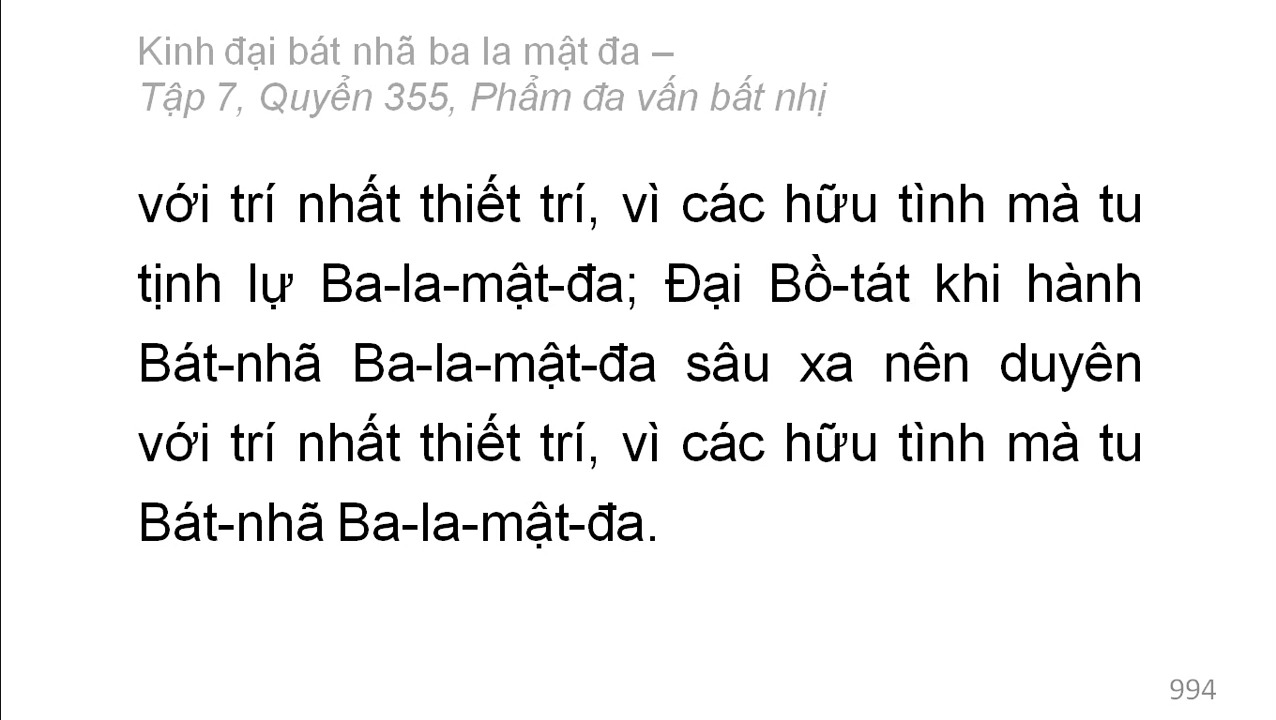 Kinh đại bát nhã ba la mật đa –
Tập 7, Quyển 355, Phẩm đa vấn bất nhị
với trí nhất thiết trí, vì các hữu tình mà tu
tịnh lự Ba-la-mật-đa; Đại Bồ-tát khi hành
Bát-nhã Ba-la-mật-đa sâu xa nên duyên
với trí nhất thiết trí, vì các hữu tình mà tu
Bát-nhã Ba-la-mật-đa.
994